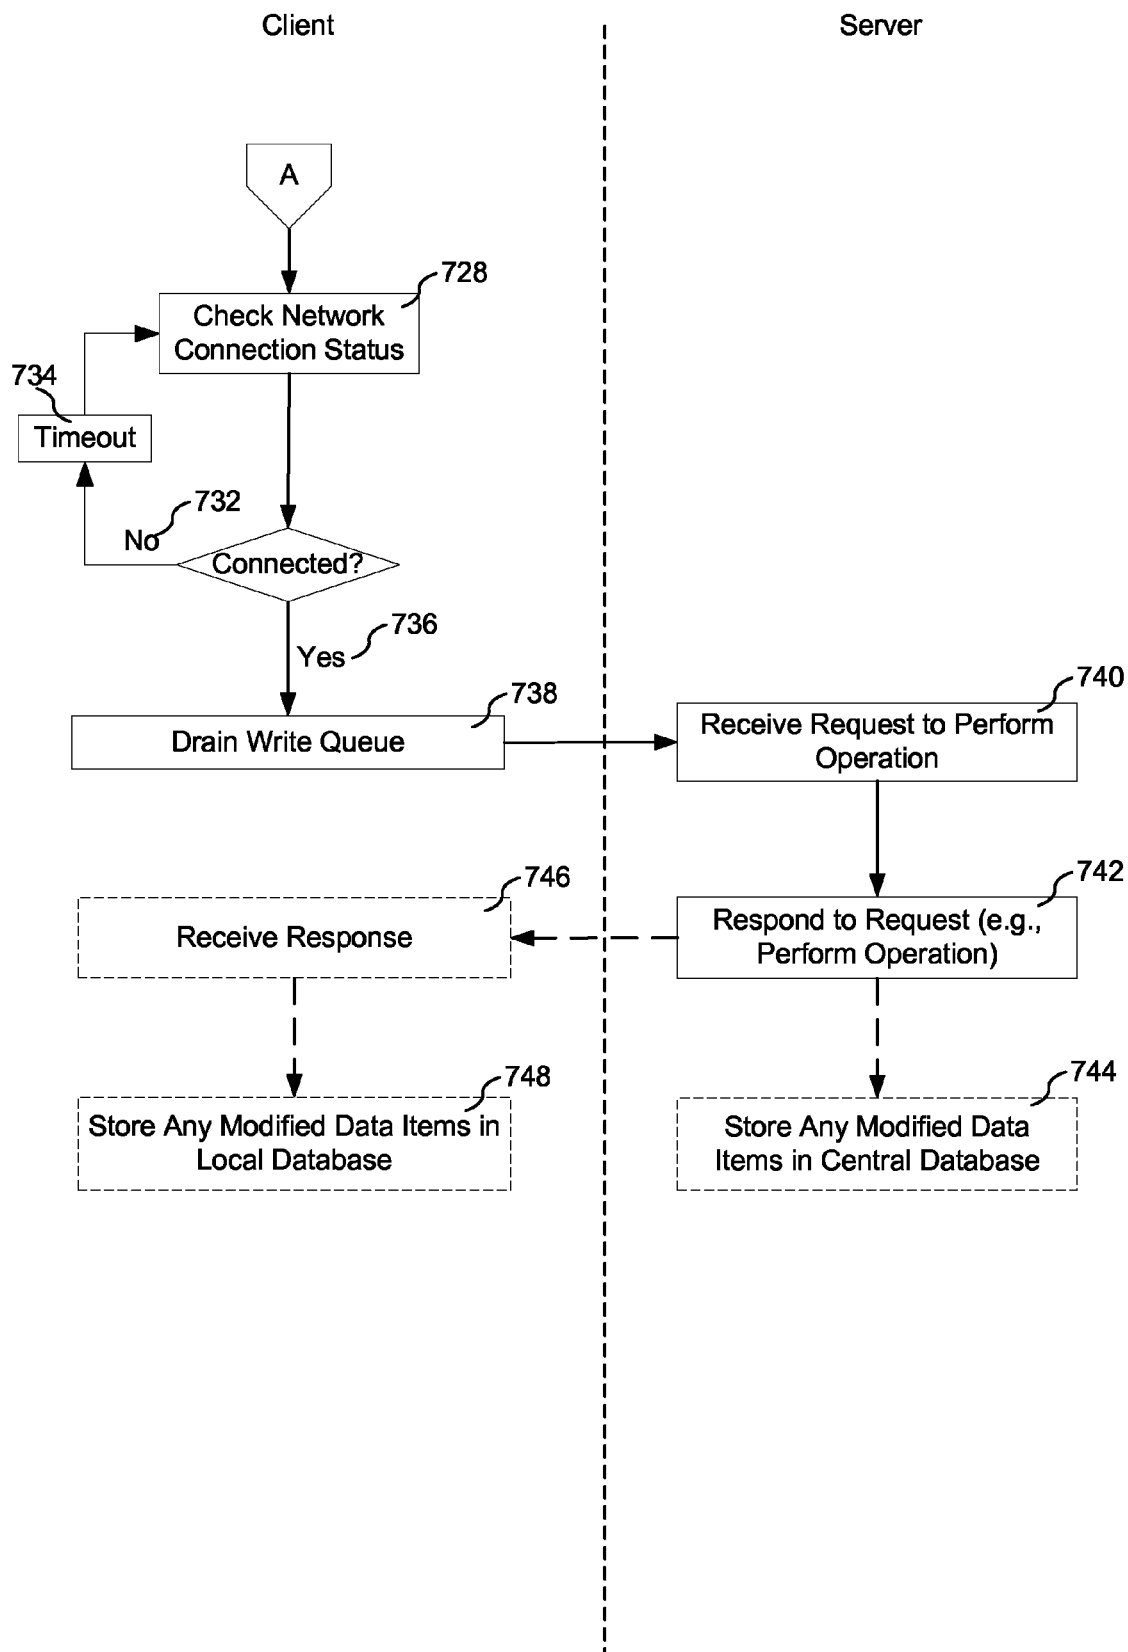 Client
Server
A
728
Check Network
Connection Status
734
Timeout
732
No
Connected?
736
Yes
738
Drain Write Queue
740
Receive Request to Perform
Operation
746
Receive Response
742
Respond to Request (e.g.,
Perform Operation)
748
Store Any Modified Data Items in
Local Database
744
Store Any Modified Data
Items in Central Database